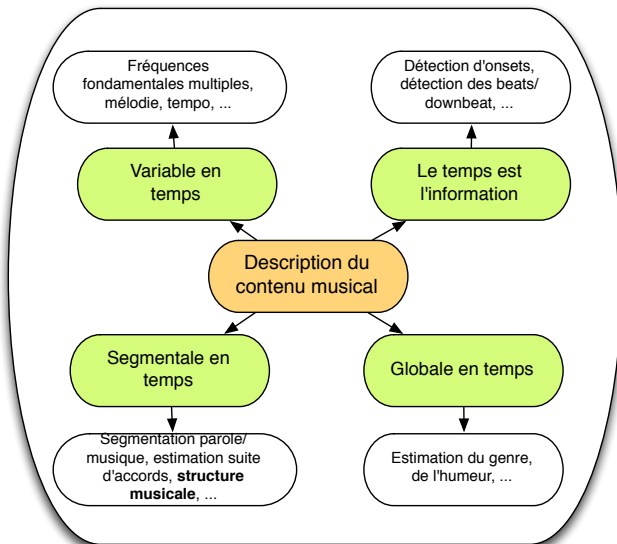 Fréquences
fondamentales multiples,
mélodie, tempo, ...
Détection d'onsets,
détection des beats/
downbeat, ...
Variable en
temps
Le temps est
l'information
Description du
contenu musical
Segmentale en
temps
Globale en temps
Segmentation parole/
musique, estimation suite
d'accords, structure
musicale, ...
Estimation du genre,
de l'humeur, ...